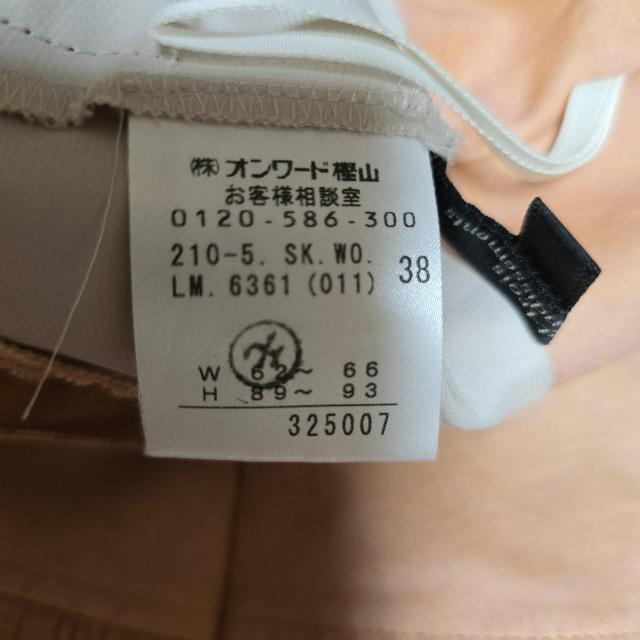 (株)オンワード樫山
お客様相談室
0120-586-300
210-5. SK. WO.
LM. 6361 (011) 38
W ～ 66
H 89～ 93
325007